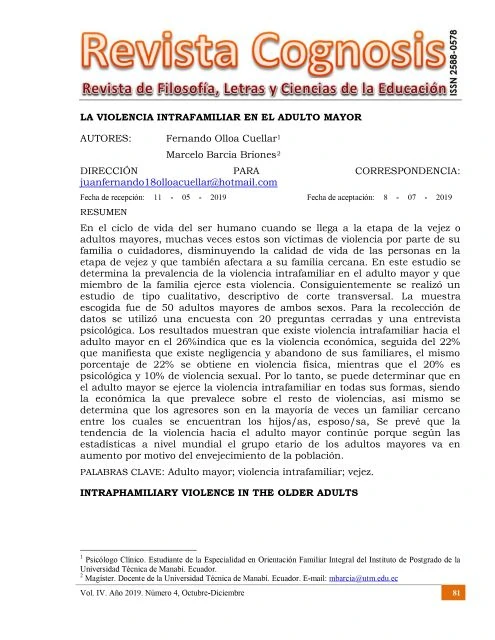 Revista Cognosis
Revista de Filosofía, Letras y Ciencias de la Educación
ISSN 2588-0578
LA VIOLENCIA INTRAFAMILIAR EN EL ADULTO MAYOR
AUTORES: Fernando Olloa Cuellar1
Marcelo Barcia Briones2
DIRECCIÓN PARA CORRESPONDENCIA:
juanfernando18olloacuellar@hotmail.com
Fecha de recepción: 11 - 05 - 2019 Fecha de aceptación: 8 - 07 - 2019
RESUMEN
En el ciclo de vida del ser humano cuando se llega a la etapa de la vejez o
adultos mayores, muchas veces estos son víctimas de violencia por parte de su
familia o cuidadores, disminuyendo la calidad de vida de las personas en la
etapa de vejez y que también afectara a su familia cercana. En este estudio se
determina la prevalencia de la violencia intrafamiliar en el adulto mayor y que
miembro de la familia ejerce esta violencia. Consiguientemente se realizó un
estudio de tipo cualitativo, descriptivo de corte transversal. La muestra
escogida fue de 50 adultos mayores de ambos sexos. Para la recolección de
datos se utilizó una encuesta con 20 preguntas cerradas y una entrevista
psicológica. Los resultados muestran que existe violencia intrafamiliar hacia el
adulto mayor en el 26%indica que es la violencia económica, seguida del 22%
que manifiesta que existe negligencia y abandono de sus familiares, el mismo
porcentaje de 22% se obtiene en violencia física, mientras que el 20% es
psicológica y 10% de violencia sexual. Por lo tanto, se puede determinar que en
el adulto mayor se ejerce la violencia intrafamiliar en todas sus formas, siendo
la económica la que prevalece sobre el resto de violencias, así mismo se
determina que los agresores son en la mayoría de veces un familiar cercano
entre los cuales se encuentran los hijos/as, esposo/sa, Se prevé que la
tendencia de la violencia hacia el adulto mayor continúe porque según las
estadísticas a nivel mundial el grupo etario de los adultos mayores va en
aumento por motivo del envejecimiento de la población.
PALABRAS CLAVE: Adulto mayor; violencia intrafamiliar; vejez.
INTRAPHAMILIARY VIOLENCE IN THE OLDER ADULTS
1 Psicólogo Clínico. Estudiante de la Especialidad en Orientación Familiar Integral del Instituto de Postgrado de la
Universidad Técnica de Manabí. Ecuador.
2 Magíster. Docente de la Universidad Técnica de Manabí. Ecuador. E-mail: mbarcia@utm.edu.ec
Vol. IV. Año 2019. Número 4, Octubre-Diciembre 81